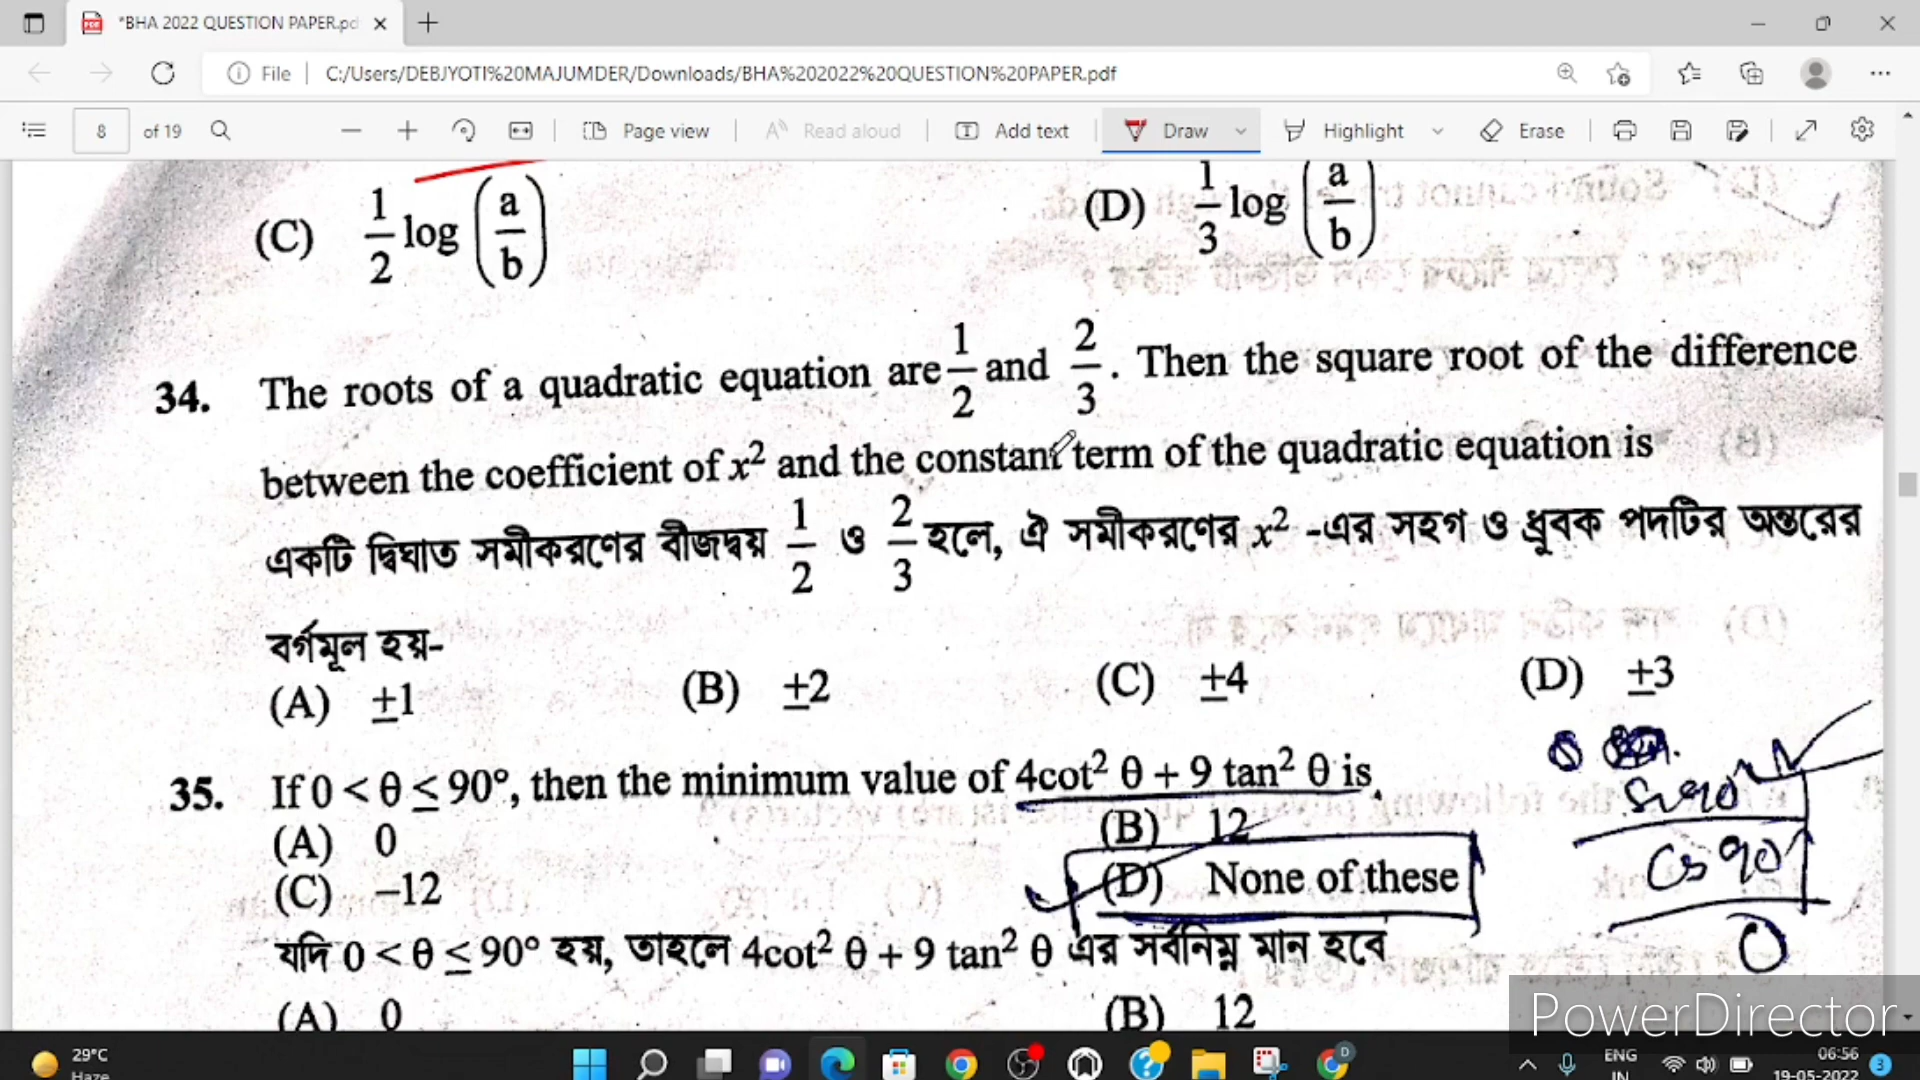 *BHA 2022 QUESTION PAPER.pd
File
C:/Users/DEBJYOTI%20MAJUMDER/Downloads/BHA%202022%20QUESTION%20PAPER.pdf
8 of 19
Page view
Read aloud
Add text
Draw
Highlight
Erase
(C) 1/2 log (a/b)
(D) 1/3 log (a/b)
34. The roots of a quadratic equation are 1/2 and 2/3. Then the square root of the difference
between the coefficient of x² and the constant term of the quadratic equation is
একটি দ্বিঘাত সমীকরণের বীজদ্বয় 1/2 ও 2/3 হলে, ঐ সমীকরণের x² -এর সহগ ও ধ্রুবক পদটির অন্তরের
বর্গমূল হয়-
(A) ±1 (B) ±2 (C) ±4 (D) ±3
35. If 0 < θ ≤ 90°, then the minimum value of 4cot² θ + 9 tan² θ is
(A) 0 (B) 12
(C) –12 (D) None of these
যদি 0 < θ ≤ 90° হয়, তাহলে 4cot² θ + 9 tan² θ এর সর্বনিম্ন মান হবে
(A) 0 (B) 12
PowerDirector
29°C
Haze
ENG
IN
06:56
19-05-2022
3